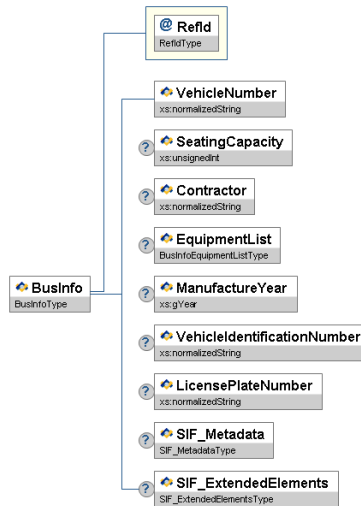 @ RefId
RefIdType
VehicleNumber
xs:normalizedString
? SeatingCapacity
xs:unsignedInt
? Contractor
xs:normalizedString
? EquipmentList
BusInfoEquipmentListType
BusInfo
BusInfoType
? ManufactureYear
xs:gYear
? VehicleIdentificationNumber
xs:normalizedString
? LicensePlateNumber
xs:normalizedString
? SIF_Metadata
SIF_MetadataType
? SIF_ExtendedElements
SIF_ExtendedElementsType